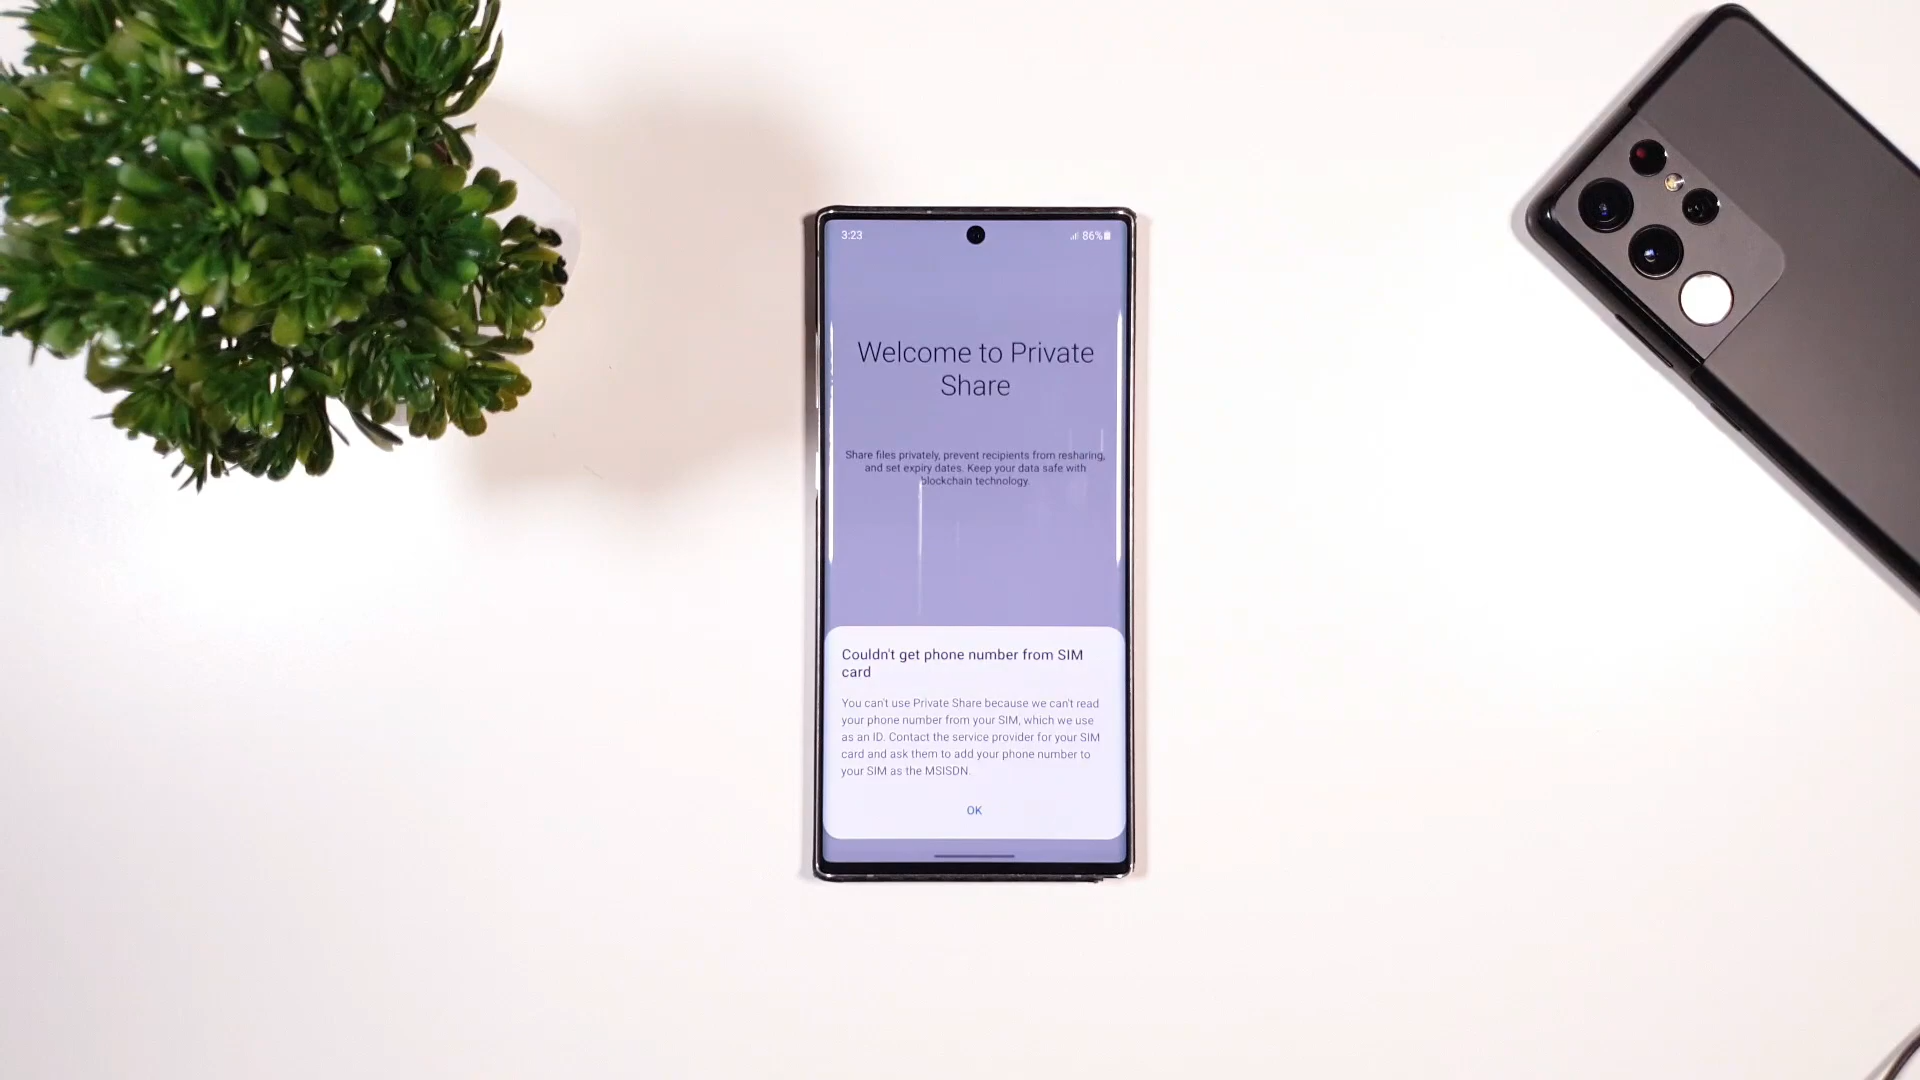 3:23
86%
Welcome to Private
Share
Share files privately, prevent recipients from resharing,
and set expiry dates. Keep your data safe with
blockchain technology.
Couldn't get phone number from SIM
card
You can't use Private Share because we can't read
your phone number from your SIM, which we use
as an ID. Contact the service provider for your SIM
card and ask them to add your phone number to
your SIM as the MSISDN.
OK